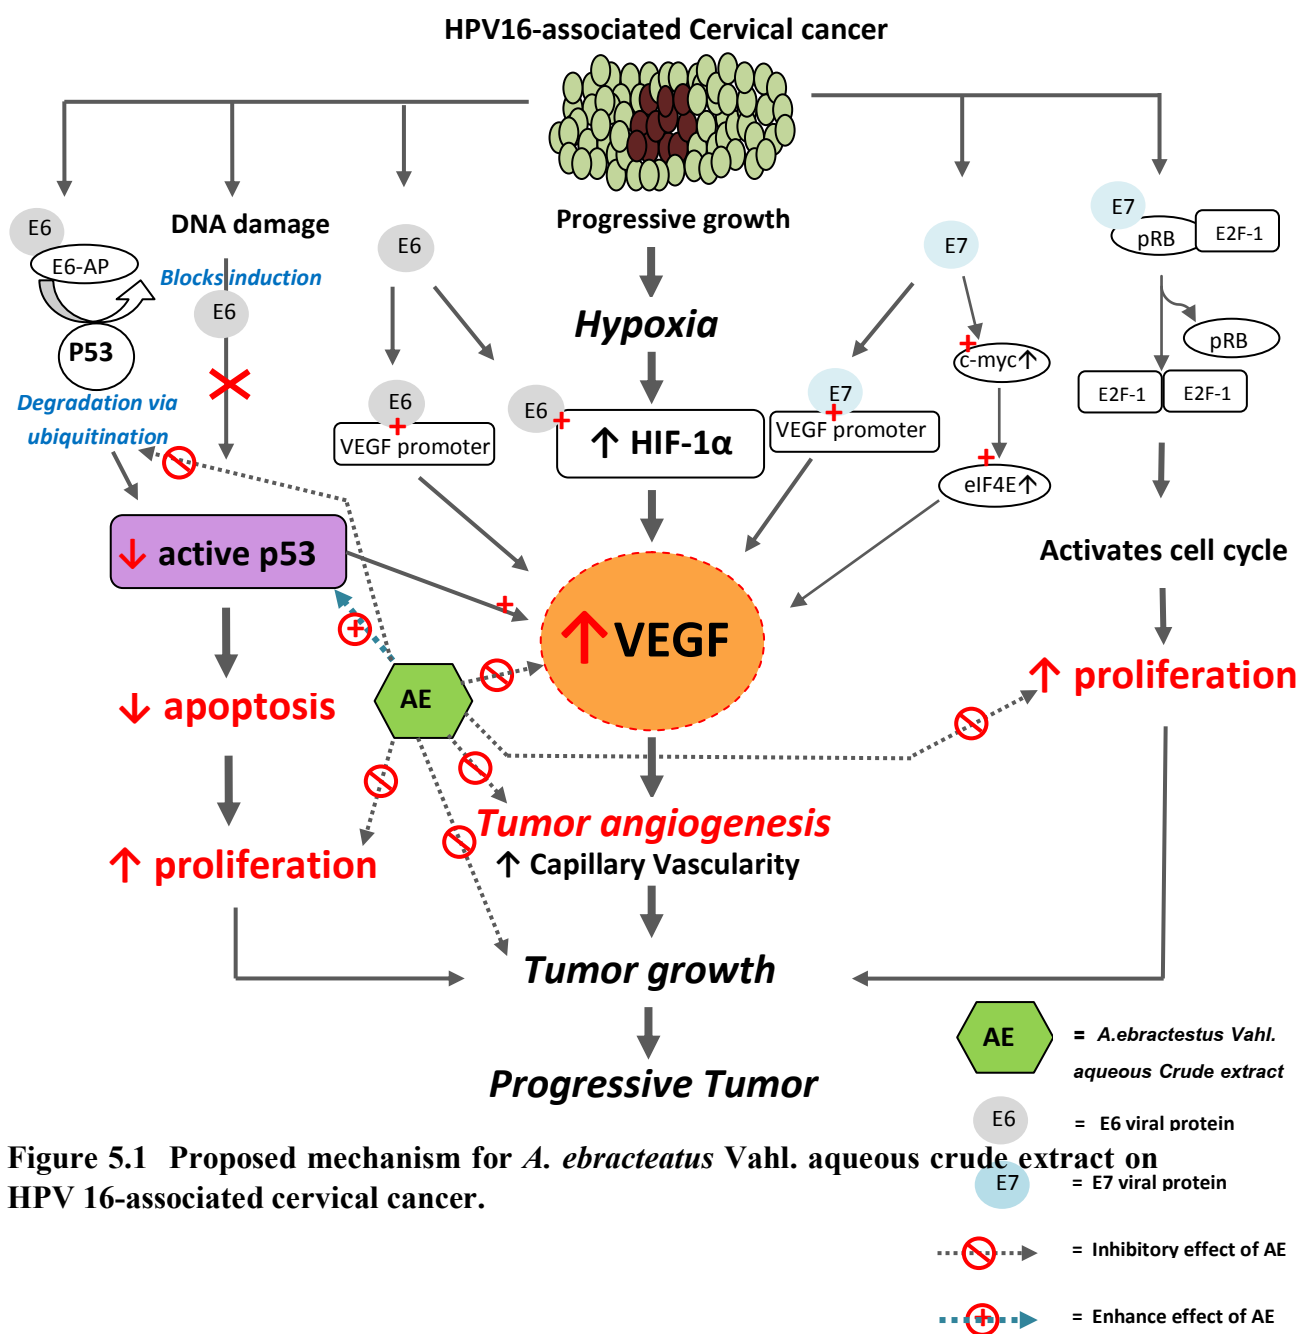 HPV16-associated Cervical cancer
E6
E6-AP
P53
Degradation via
ubiquitination
DNA damage
Blocks induction
E6
E6
E6
VEGF promoter
Progressive growth
Hypoxia
E6
+
↑ HIF-1α
+
E7
E7
+
VEGF promoter
+
c-myc↑
+
eIF4E↑
E7
pRB
E2F-1
pRB
E2F-1
E2F-1
Activates cell cycle
↑ proliferation
↓ active p53
+
↑ VEGF
+
↓ apoptosis
AE
↑ proliferation
Tumor angiogenesis
↑ Capillary Vascularity
Tumor growth
Progressive Tumor
AE
= A.ebractestus Vahl.
aqueous Crude extract
E6
= E6 viral protein
Figure 5.1 Proposed mechanism for A. ebracteatus Vahl. aqueous crude extract on
HPV 16-associated cervical cancer.
E7
= E7 viral protein
= Inhibitory effect of AE
+
= Enhance effect of AE